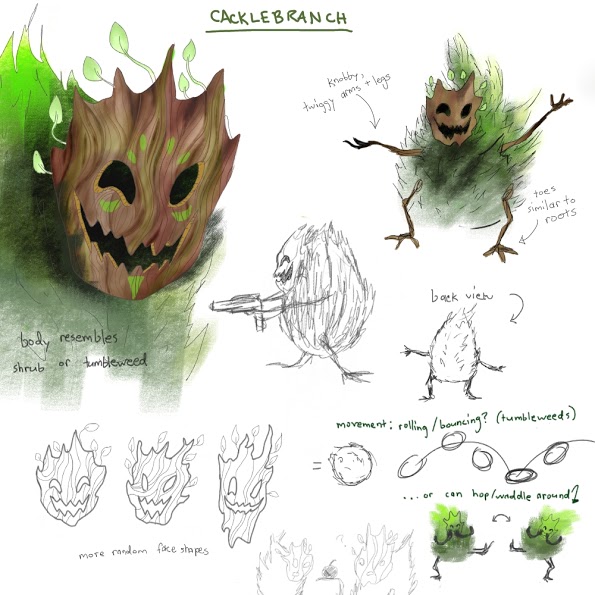 CACKLEBRANCH
knobby,
twiggy arms + legs
toes
similar to
roots
body resembles
shrub or tumbleweed
back view
movement: rolling/bouncing? (tumbleweeds)
=
...or can hop/waddle around?
more random face shapes